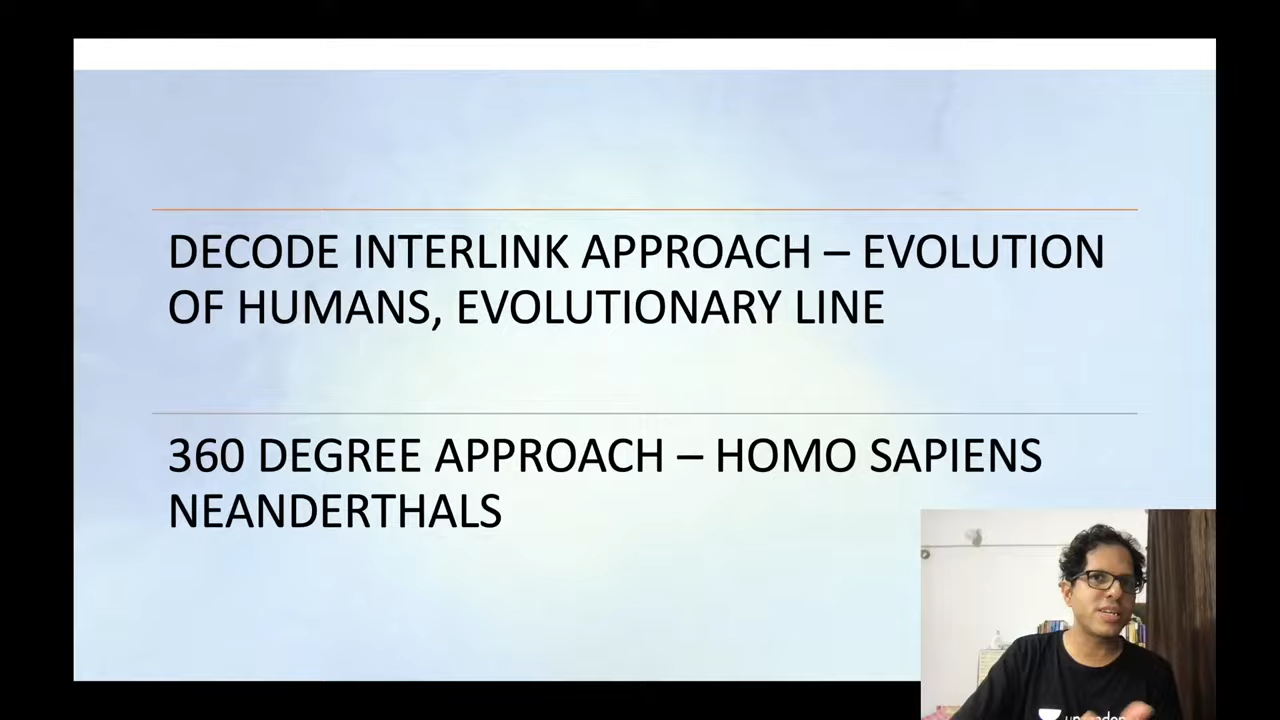 DECODE INTERLINK APPROACH – EVOLUTION
OF HUMANS, EVOLUTIONARY LINE
360 DEGREE APPROACH – HOMO SAPIENS
NEANDERTHALS